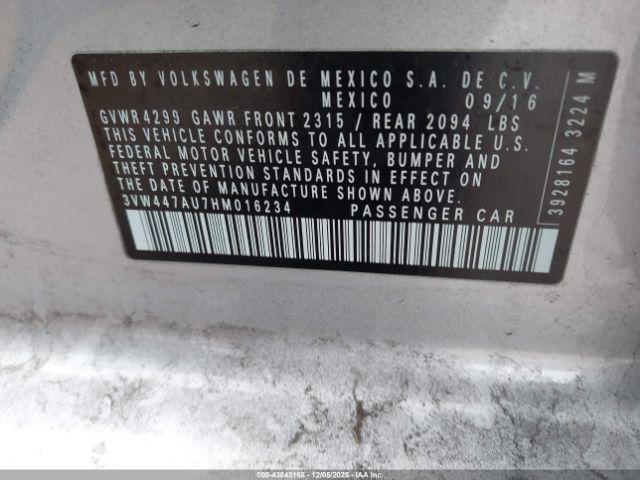 MFD BY VOLKSWAGEN DE MEXICO S.A. DE C.V.
MEXICO 09/16
GVWR 4299 GAWR FRONT 2315 / REAR 2094 LBS
THIS VEHICLE CONFORMS TO ALL APPLICABLE U.S.
FEDERAL MOTOR VEHICLE SAFETY, BUMPER AND
THEFT PREVENTION STANDARDS IN EFFECT ON
THE DATE OF MANUFACTURE SHOWN ABOVE.
3VW447AU7HM016234 PASSENGER CAR
3928164 3224 M
000-43843168 - 12/05/2025 - IAA Inc.